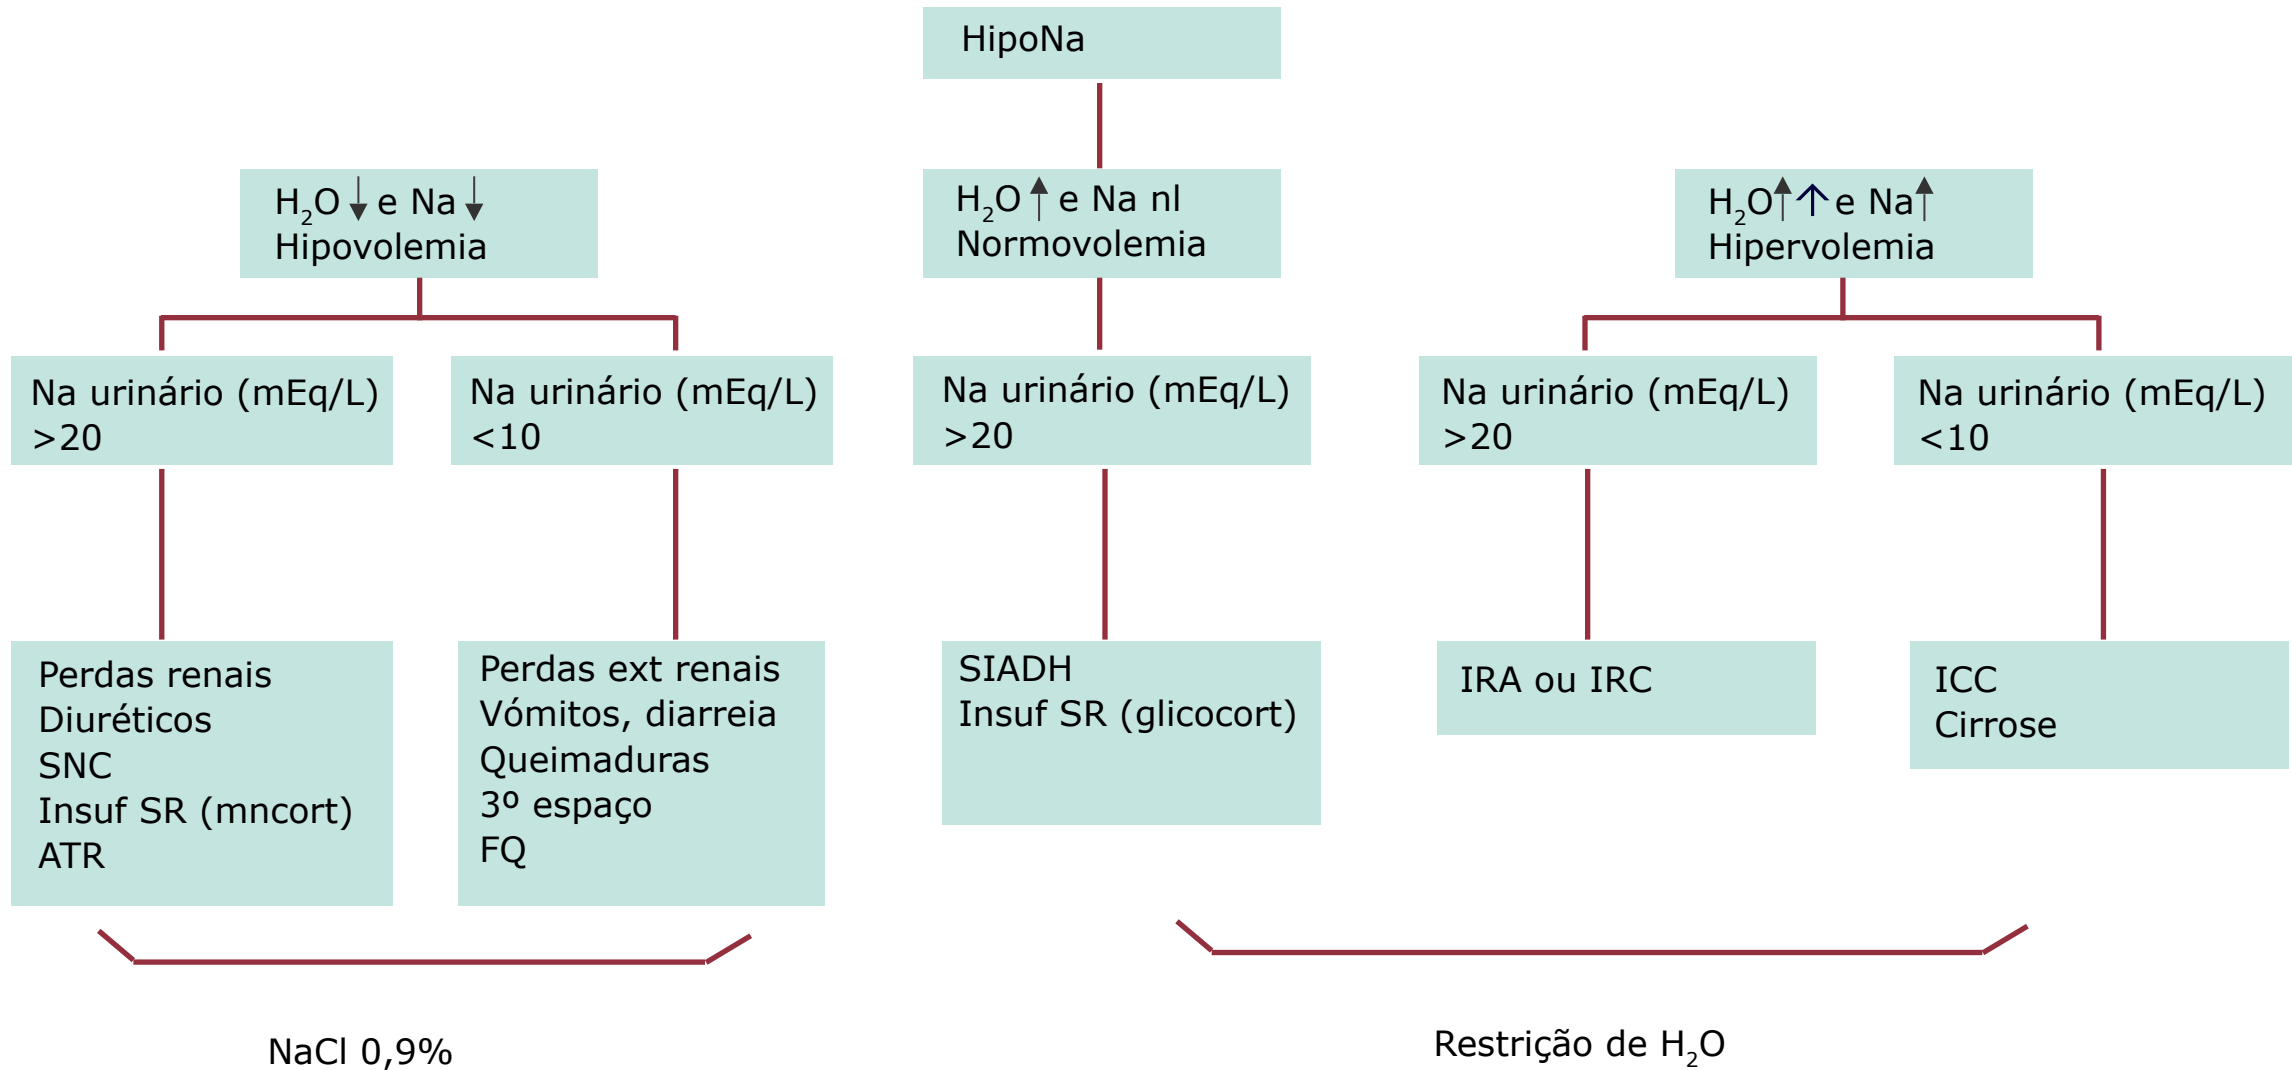 HipoNa
H₂O ↓ e Na ↓
Hipovolemia
H₂O ↑ e Na nl
Normovolemia
H₂O ↑↑ e Na ↑
Hipervolemia
Na urinário (mEq/L)
>20
Na urinário (mEq/L)
<10
Na urinário (mEq/L)
>20
Na urinário (mEq/L)
>20
Na urinário (mEq/L)
<10
Perdas renais
Diuréticos
SNC
Insuf SR (mncort)
ATR
Perdas ext renais
Vómitos, diarreia
Queimaduras
3º espaço
FQ
SIADH
Insuf SR (glicocort)
IRA ou IRC
ICC
Cirrose
NaCl 0,9%
Restrição de H₂O